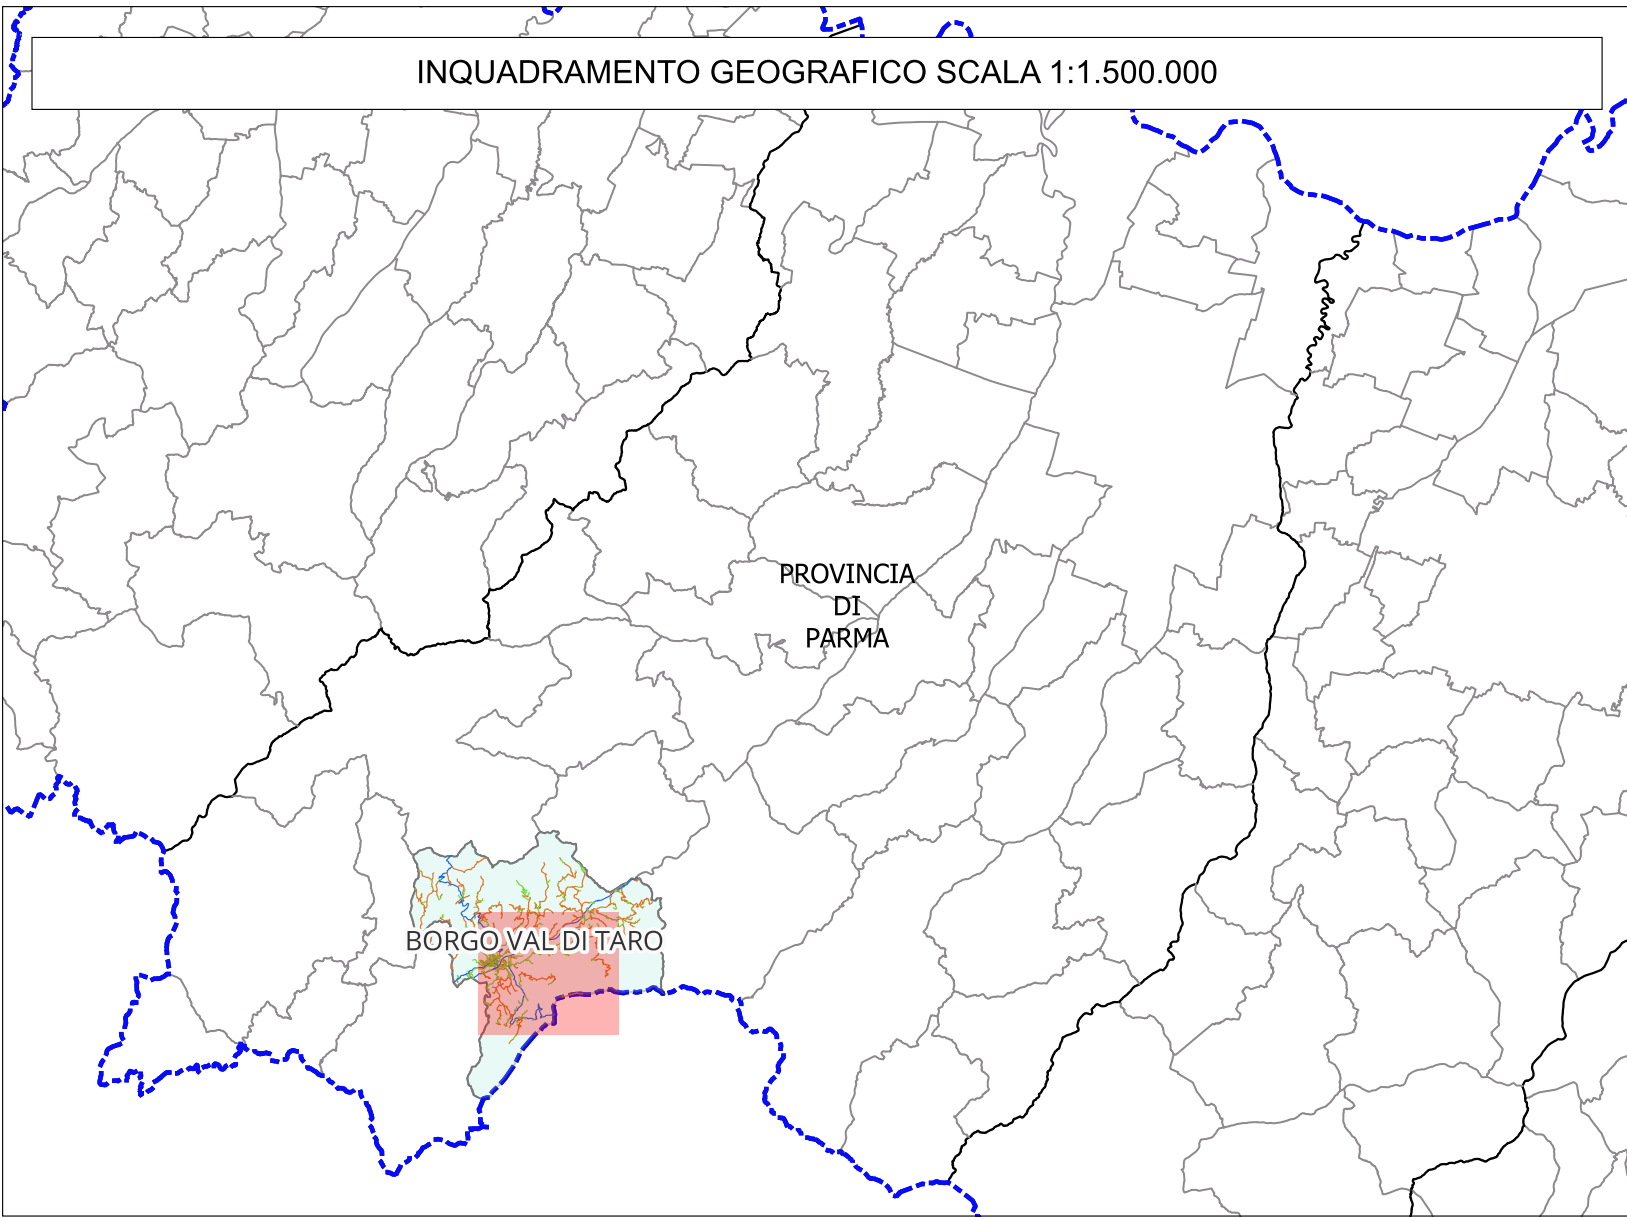 INQUADRAMENTO GEOGRAFICO SCALA 1:1.500.000
PROVINCIA
DI
PARMA
BORGO VAL DI TARO